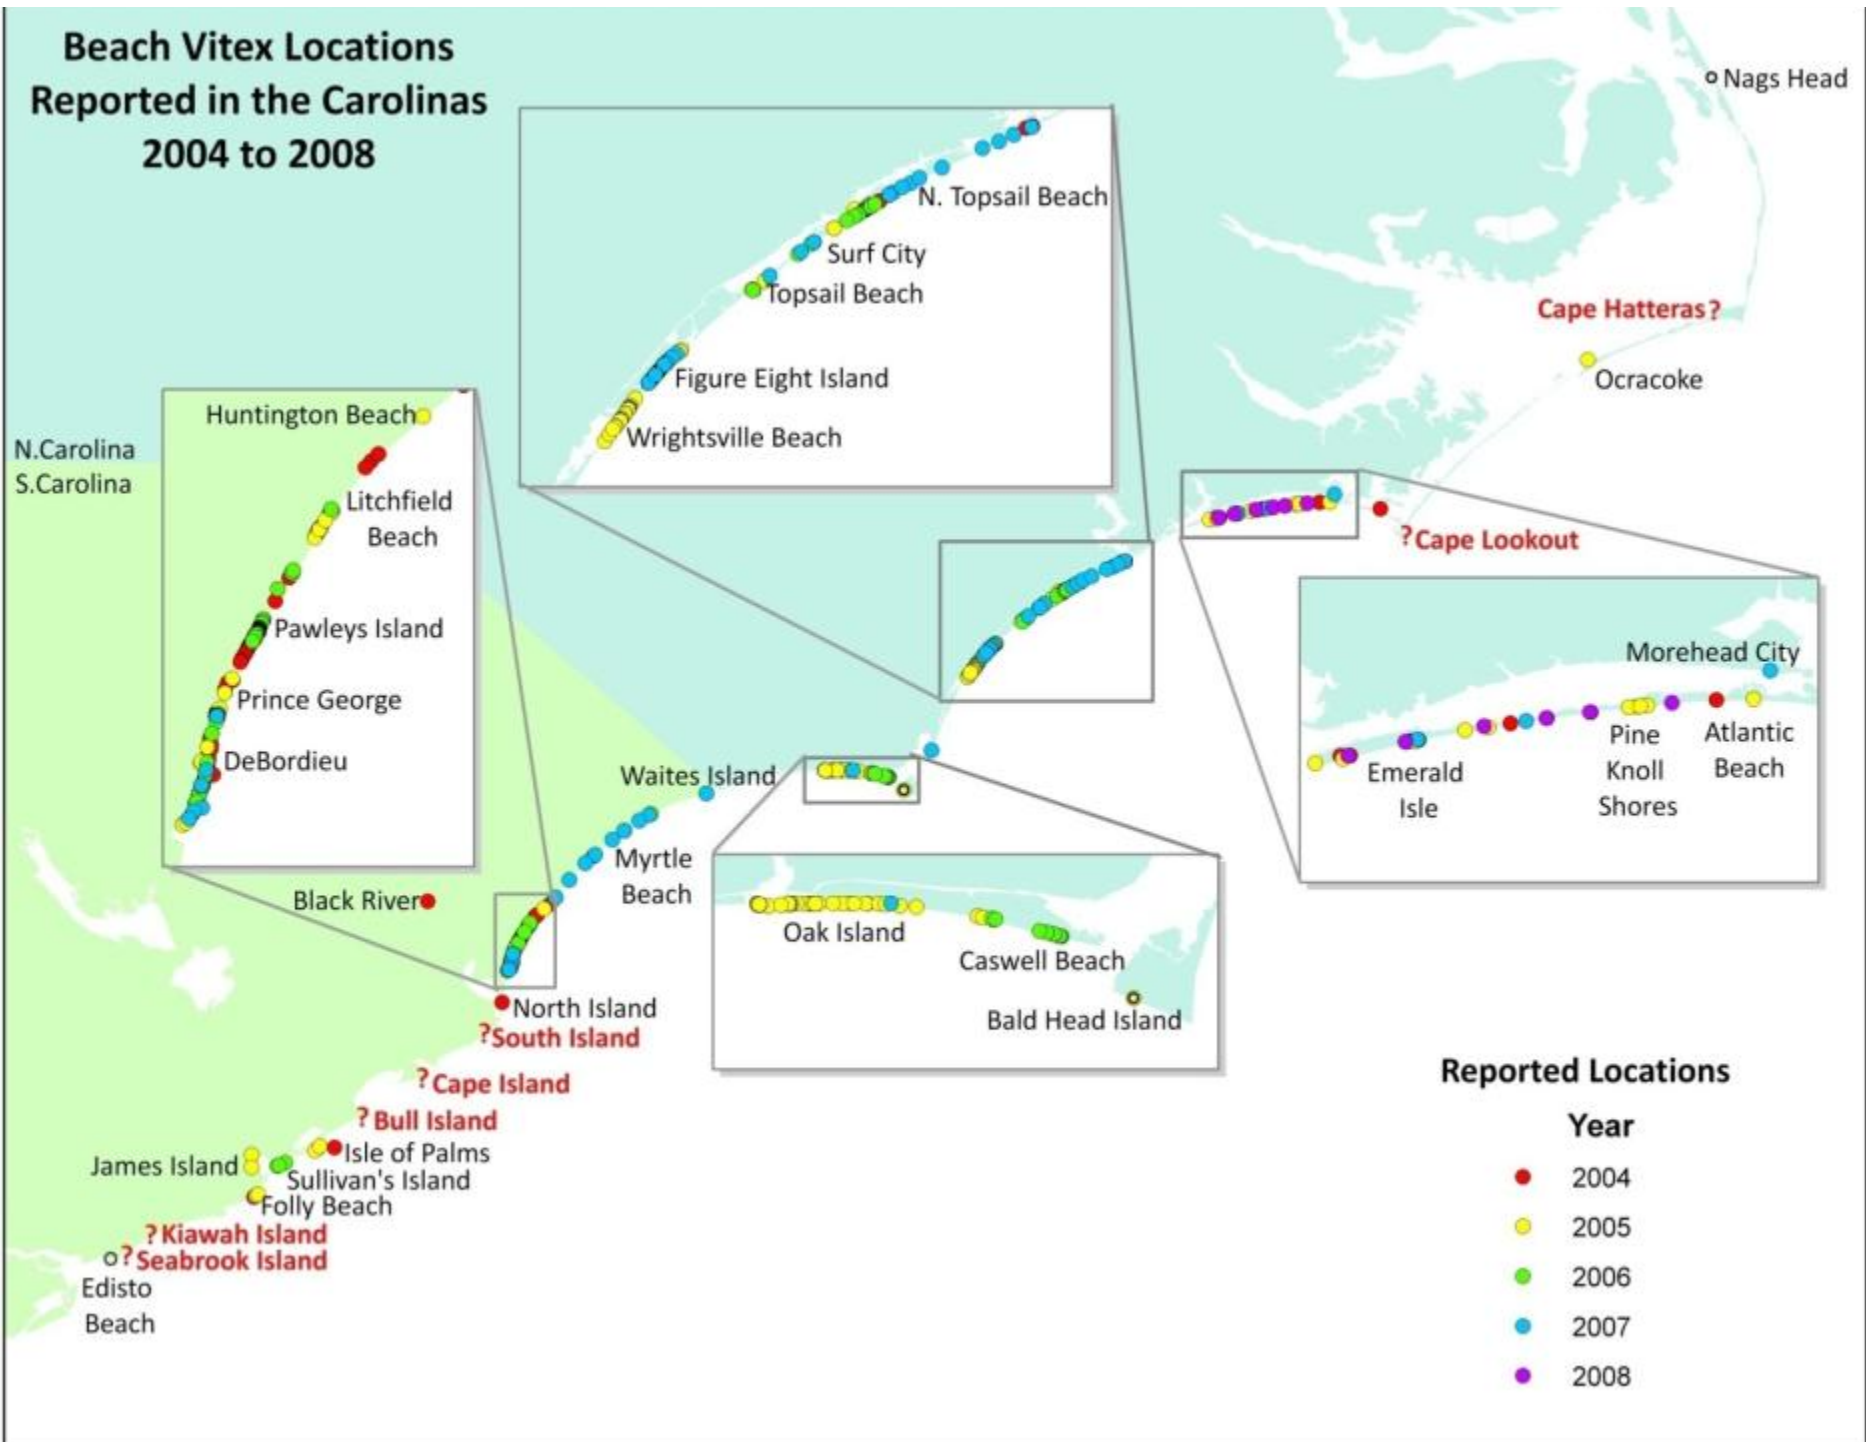 Beach Vitex Locations
Reported in the Carolinas
2004 to 2008
Nags Head
N. Topsail Beach
Surf City
Topsail Beach
Figure Eight Island
Wrightsville Beach
Cape Hatteras?
Ocracoke
Huntington Beach
N.Carolina
S.Carolina
Litchfield
Beach
Pawleys Island
Prince George
DeBordieu
?Cape Lookout
Morehead City
Pine
Knoll
Shores
Atlantic
Beach
Emerald
Isle
Waites Island
Myrtle
Beach
Black River
Oak Island
Caswell Beach
Bald Head Island
North Island
?South Island
?Cape Island
?Bull Island
Isle of Palms
James Island
Sullivan's Island
Folly Beach
?Kiawah Island
?Seabrook Island
Edisto
Beach
Reported Locations
Year
2004
2005
2006
2007
2008